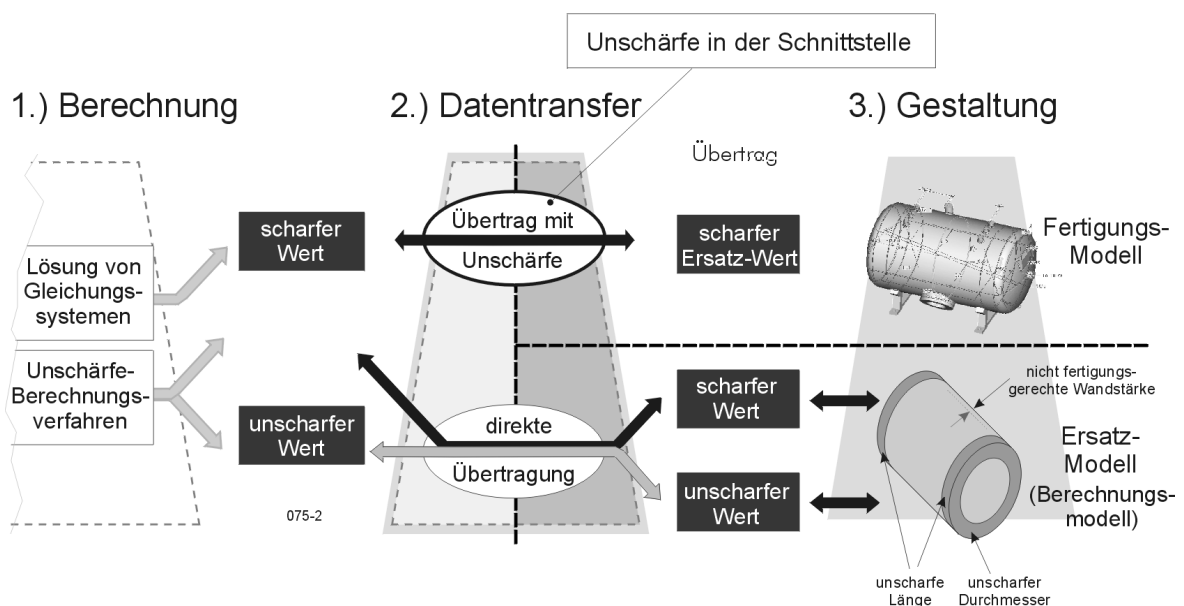 Unschärfe in der Schnittstelle
1.) Berechnung
2.) Datentransfer
3.) Gestaltung
Übertrag
scharfer
Wert
Übertrag mit
Unschärfe
scharfer
Ersatz-Wert
Fertigungs-
Modell
Lösung von
Gleichungs-
systemen
Unschärfe-
Berechnungs-
verfahren
unscharfer
Wert
direkte
Übertragung
scharfer
Wert
unscharfer
Wert
nicht fertigungs-
gerechte Wandstärke
Ersatz-
Modell
(Berechnungs-
modell)
075-2
unscharfe
Länge
unscharfer
Durchmesser